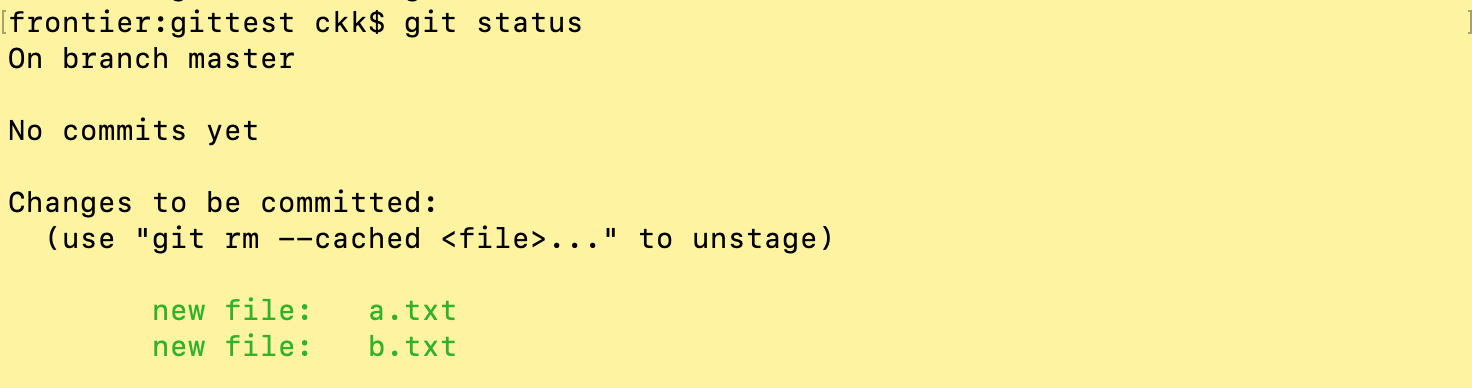 [frontier:gittest ckk$ git status ]
On branch master
No commits yet
Changes to be committed:
(use "git rm --cached <file>..." to unstage)
new file: a.txt
new file: b.txt